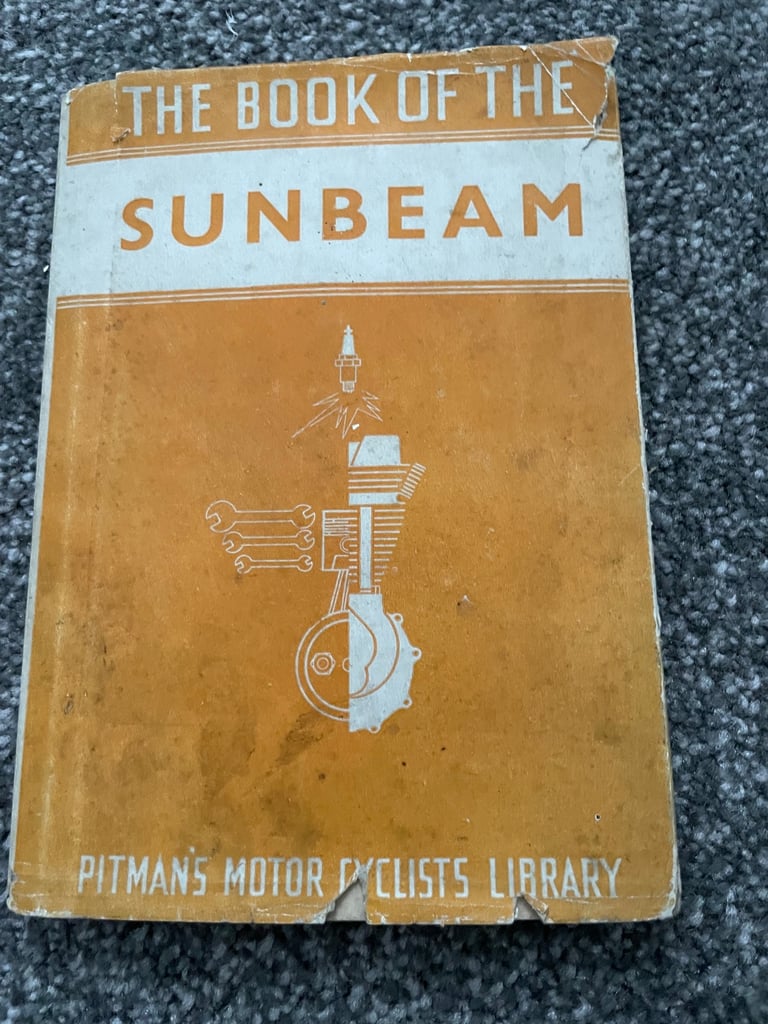 THE BOOK OF THE
SUNBEAM
PITMAN'S MOTOR CYCLISTS LIBRARY